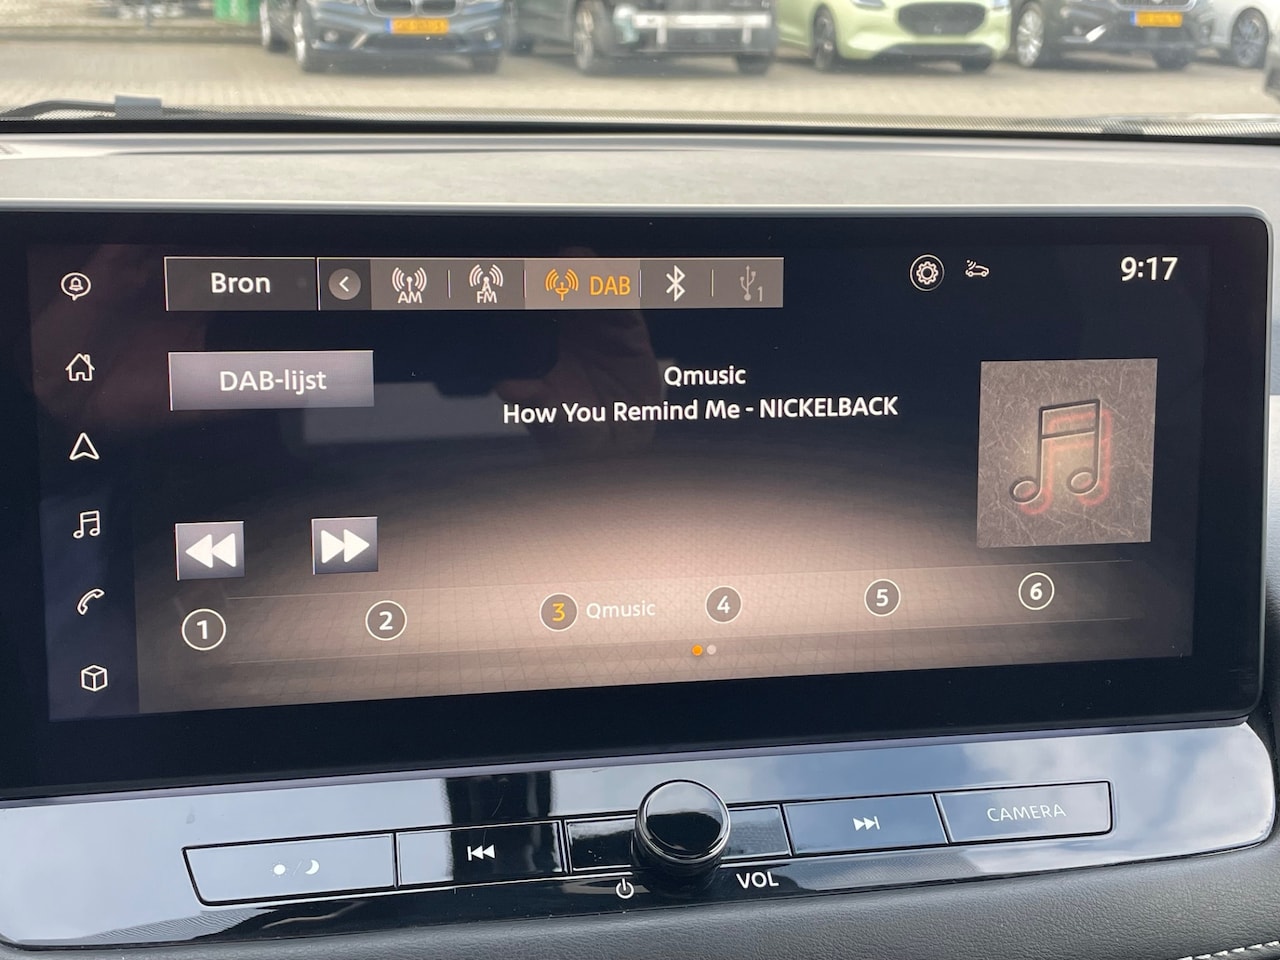 Bron
AM
FM
DAB
1
9:17
DAB-lijst
Qmusic
How You Remind Me - NICKELBACK
1
2
3 Qmusic
4
5
6
CAMERA
VOL